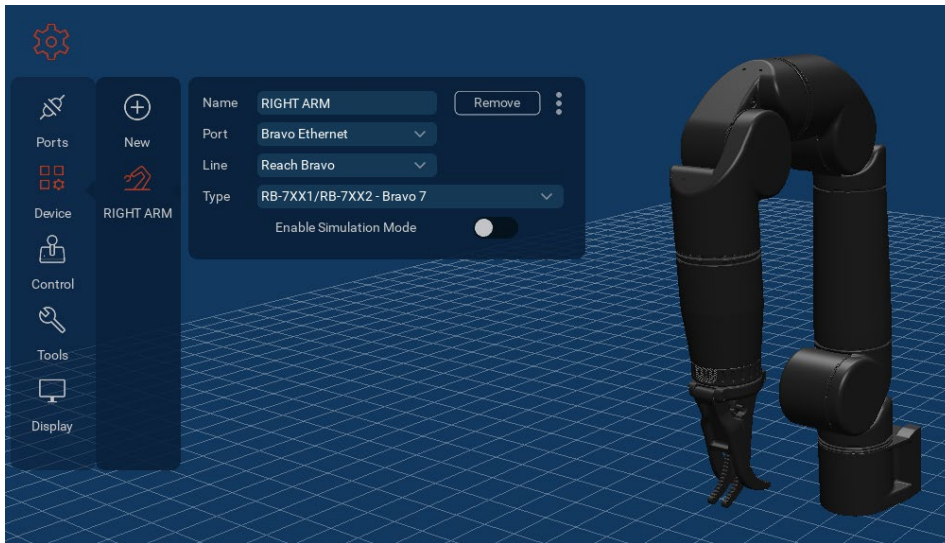 Ports
Device
Control
Tools
Display
New
RIGHT ARM
Name RIGHT ARM Remove
Port Bravo Ethernet
Line Reach Bravo
Type RB-7XX1/RB-7XX2 - Bravo 7
Enable Simulation Mode